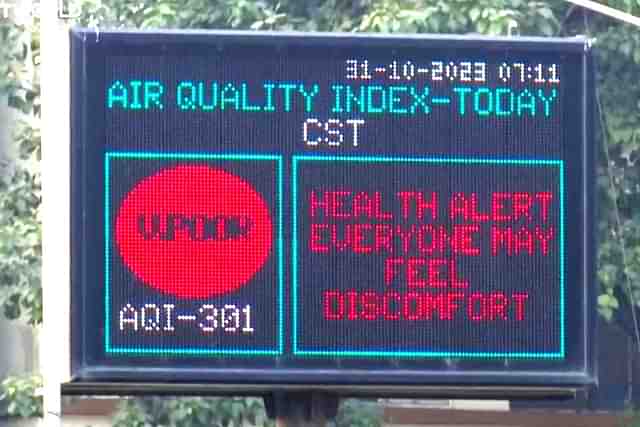 31-10-2023 07:11
AIR QUALITY INDEX-TODAY
CST
V.POOR
AQI-301
HEALTH ALERT
EVERYONE MAY
FEEL
DISCOMFORT